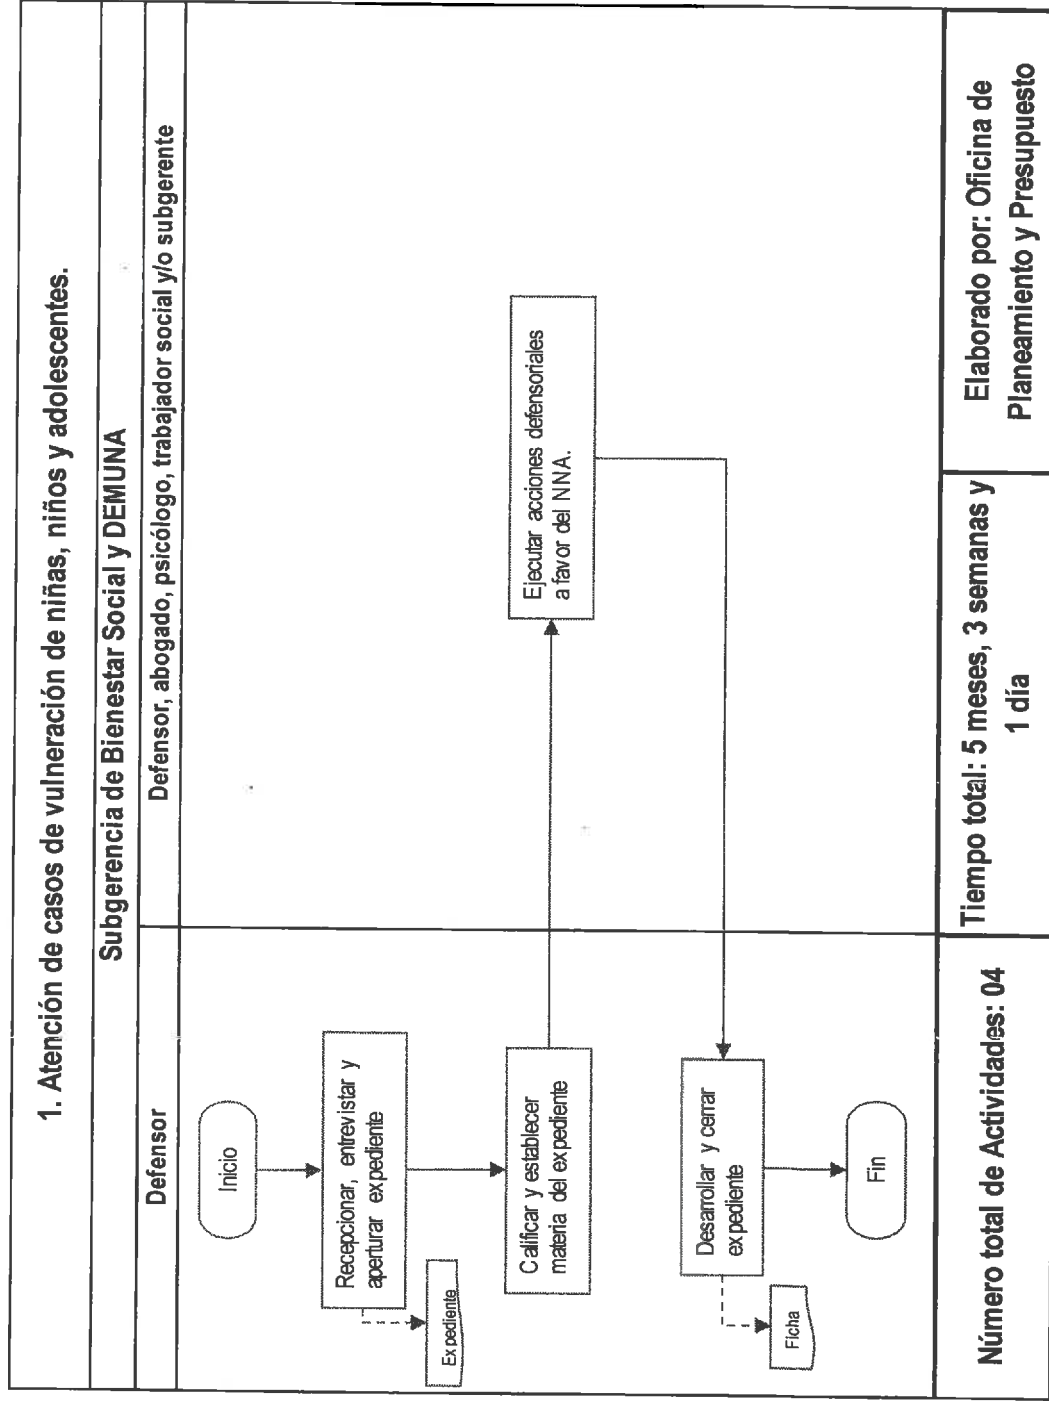 1. Atención de casos de vulneración de niñas, niños y adolescentes.
Subgerencia de Bienestar Social y DEMUNA
Defensor
Defensor, abogado, psicólogo, trabajador social y/o subgerente
Inicio
Recepcionar, entrevistar y
aperturar expediente
Expediente
Calificar y establecer
materia del expediente
Ejecutar acciones defensoriales
a favor del NNA.
Desarrollar y cerrar
expediente
Ficha
Fin
Número total de Actividades: 04
Tiempo total: 5 meses, 3 semanas y
1 día
Elaborado por: Oficina de
Planeamiento y Presupuesto